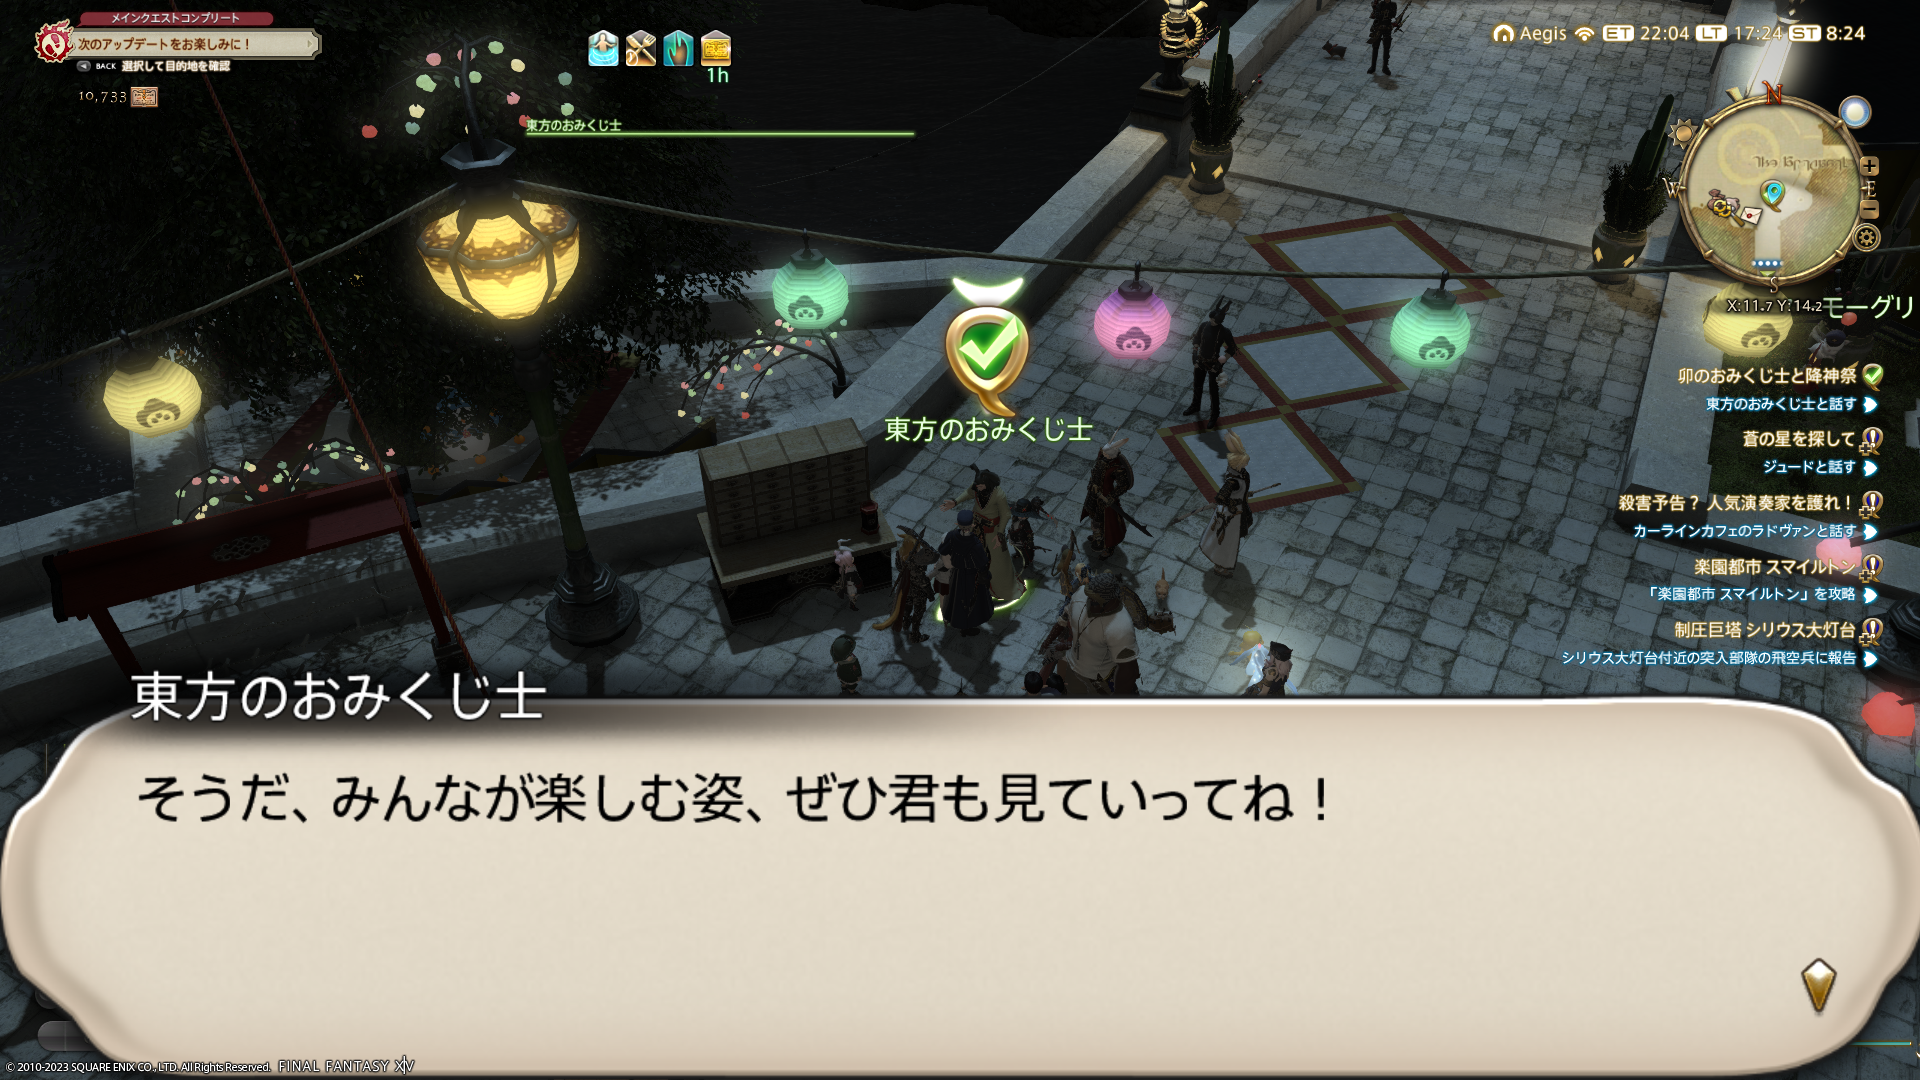 メインクエストコンプリート
次のアップデートをお楽しみに！
BACK 選択して目的地を確認
10,733
1h
Aegis ET 22:04 LT 17:24 ST 8:24
東方のおみくじ士
N
W
E
S
X:11.7 Y:14.2
モーグリ
卯のおみくじ士と降神祭
東方のおみくじ士と話す
蒼の星を探して
ジュードと話す
殺害予告？ 人気演奏家を護れ！
カーラインカフェのラドヴァンと話す
楽園都市 スマイルトン
「楽園都市 スマイルトン」を攻略
制圧巨塔 シリウス大灯台
シリウス大灯台付近の突入部隊の飛空兵に報告
東方のおみくじ士
東方のおみくじ士
そうだ、みんなが楽しむ姿、ぜひ君も見ていってね！
© 2010-2023 SQUARE ENIX CO., LTD. All Rights Reserved. FINAL FANTASY XIV